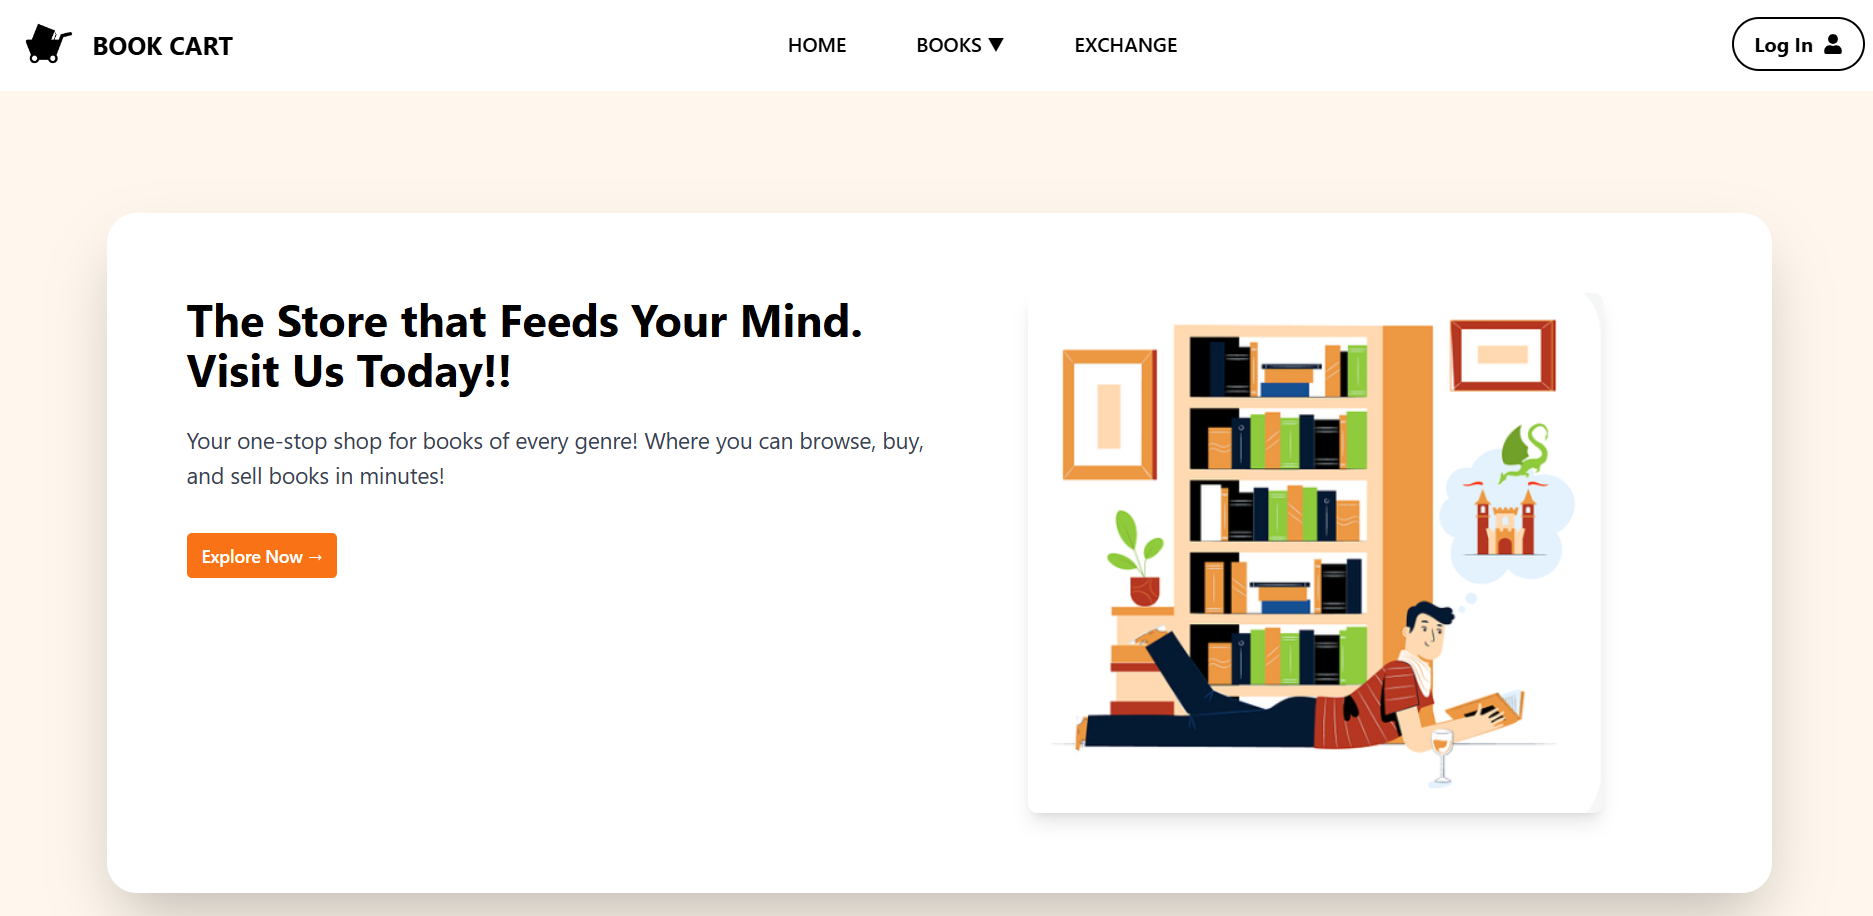 BOOK CART
HOME
BOOKS ▼
EXCHANGE
Log In
The Store that Feeds Your Mind.
Visit Us Today!!
Your one-stop shop for books of every genre! Where you can browse, buy,
and sell books in minutes!
Explore Now →